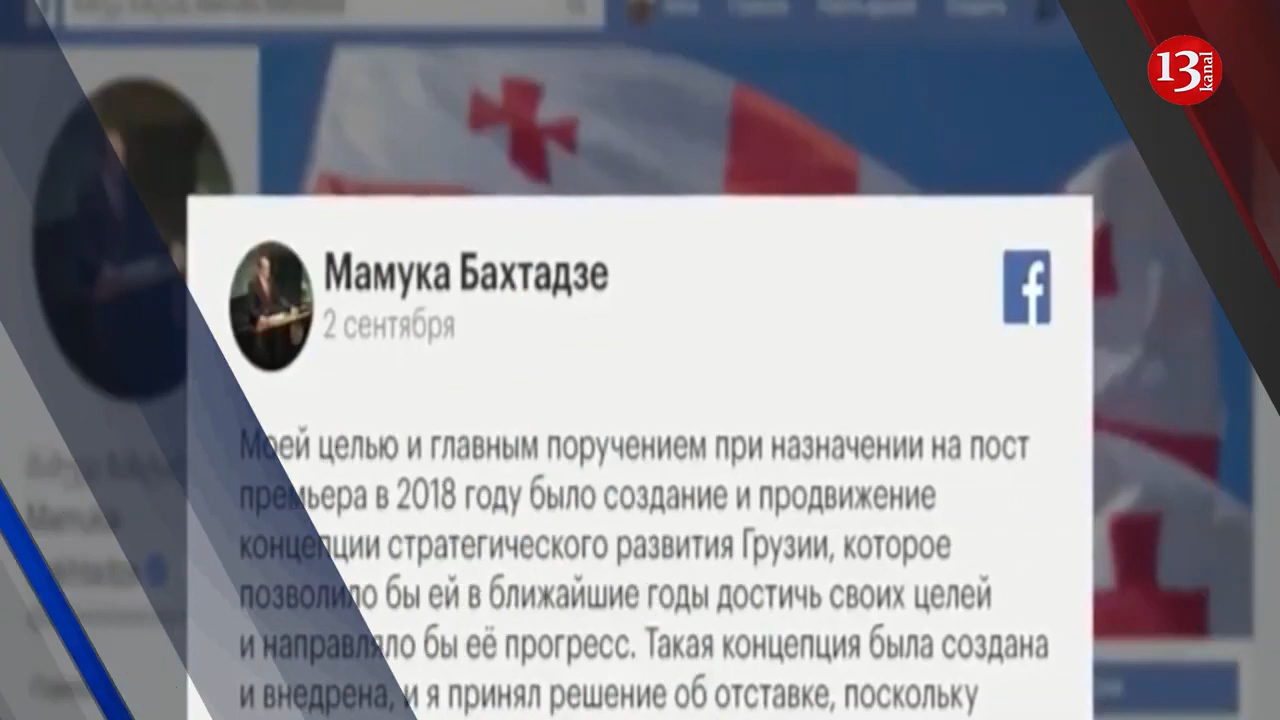 13
kanal
Мамука Бахтадзе
2 сентября
Моей целью и главным поручением при назначении на пост
премьера в 2018 году было создание и продвижение
концепции стратегического развития Грузии, которое
позволило бы ей в ближайшие годы достичь своих целей
и направляло бы её прогресс. Такая концепция была создана
и внедрена, и я принял решение об отставке, поскольку